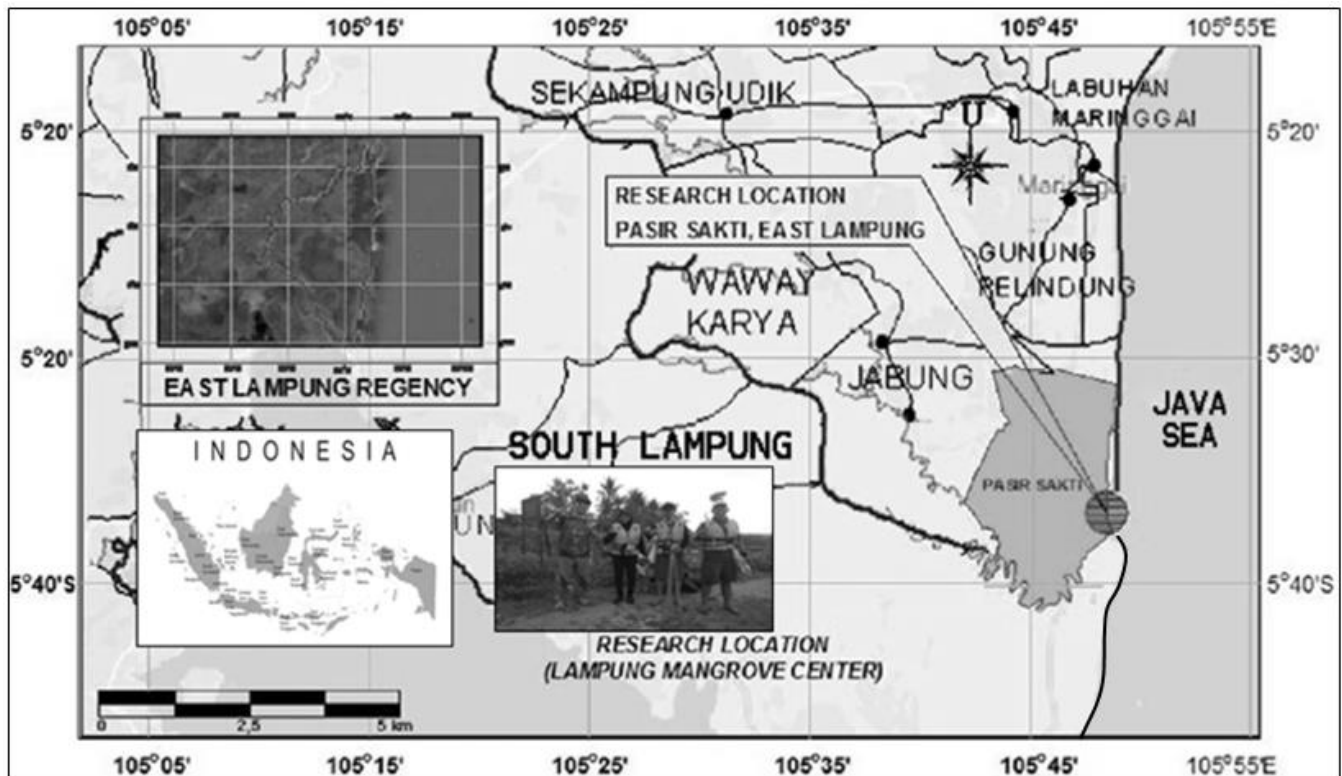 105°05' 105°15' 105°25' 105°35' 105°45' 105°55'E
SEKAMPUNG UDIK
LABUHAN
MARINGGAI
U
5°20' 5°20'
RESEARCH LOCATION
PASIR SAKTI, EAST LAMPUNG
GUNUNG
PELINDUNG
WAWAY
KARYA
5°20' 5°30'
EAST LAMPUNG REGENCY
JABUNG
JAVA
SEA
INDONESIA
SOUTH LAMPUNG
PASIR SAKTI
5°40'S 5°40'S
RESEARCH LOCATION
(LAMPUNG MANGROVE CENTER)
0 2,5 5 km
105°05' 105°15' 105°25' 105°35' 105°45' 105°55'E